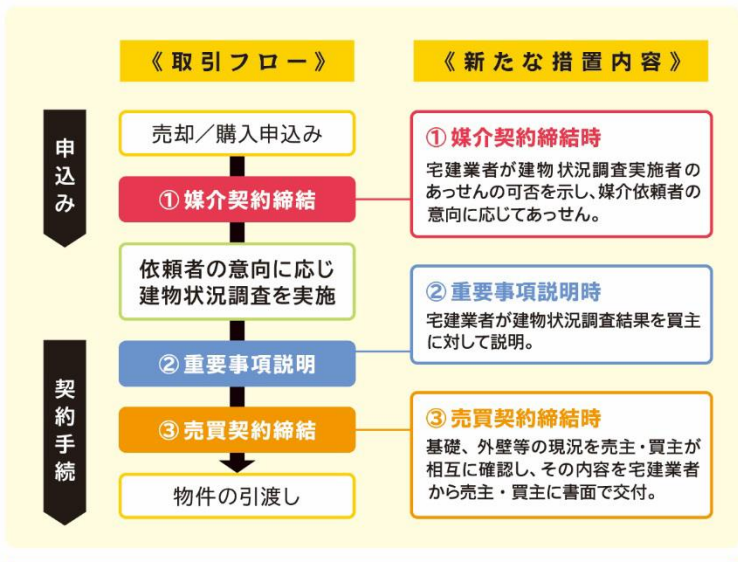 《取引フロー》
《新たな措置内容》
申込み
売却／購入申込み
①媒介契約締結
依頼者の意向に応じ
建物状況調査を実施
契約手続
②重要事項説明
③売買契約締結
物件の引渡し
①媒介契約締結時
宅建業者が建物状況調査実施者の
あっせんの可否を示し、媒介依頼者の
意向に応じてあっせん。
②重要事項説明時
宅建業者が建物状況調査結果を買主
に対して説明。
③売買契約締結時
基礎、外壁等の現況を売主・買主が
相互に確認し、その内容を宅建業者
から売主・買主に書面で交付。